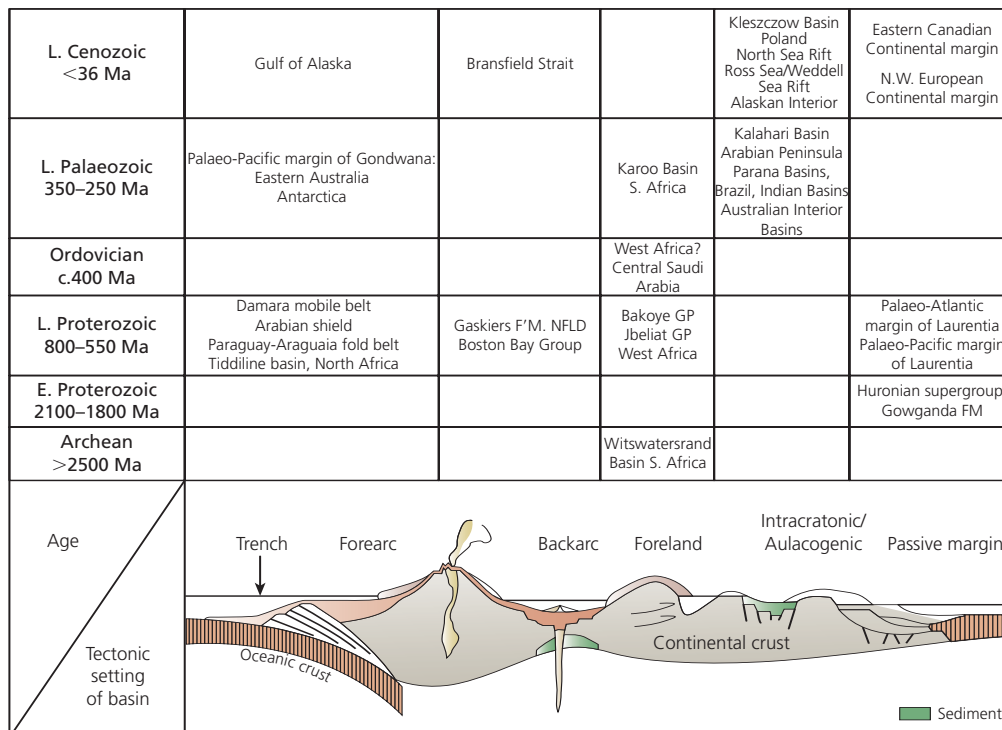 L. Cenozoic
<36 Ma
Gulf of Alaska
Bransfield Strait
Kleszczow Basin
Poland
North Sea Rift
Ross Sea/Weddell
Sea Rift
Alaskan Interior
Eastern Canadian
Continental margin
N.W. European
Continental margin
L. Palaeozoic
350–250 Ma
Palaeo-Pacific margin of Gondwana:
Eastern Australia
Antarctica
Karoo Basin
S. Africa
Kalahari Basin
Arabian Peninsula
Parana Basins,
Brazil, Indian Basins
Australian Interior
Basins
Ordovician
c.400 Ma
West Africa?
Central Saudi
Arabia
L. Proterozoic
800–550 Ma
Damara mobile belt
Arabian shield
Paraguay-Araguaia fold belt
Tiddiline basin, North Africa
Gaskiers F'M. NFLD
Boston Bay Group
Bakoye GP
Jbeliat GP
West Africa
Palaeo-Atlantic
margin of Laurentia
Palaeo-Pacific margin
of Laurentia
E. Proterozoic
2100–1800 Ma
Huronian supergroup
Gowganda FM
Archean
>2500 Ma
Witswatersrand
Basin S. Africa
Age
Tectonic
setting
of basin
Trench
Forearc
Backarc
Foreland
Intracratonic/
Aulacogenic
Passive margin
Oceanic crust
Continental crust
Sediment